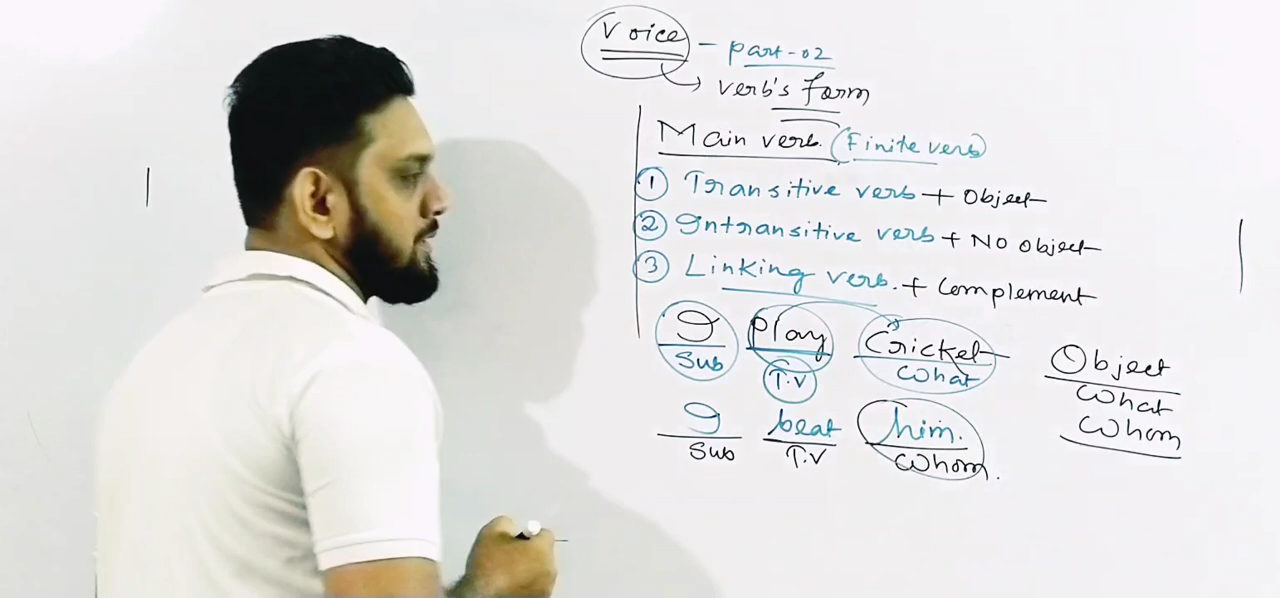 Voice - part-02
verb's form
Main verb. (Finite verb)
1 Transitive verb + Object
2 Intransitive verb + No object
3 Linking verb. + Complement
I Play Cricket
Sub T.V What
I beat him.
Sub T.V Whom.
Object
What
Whom